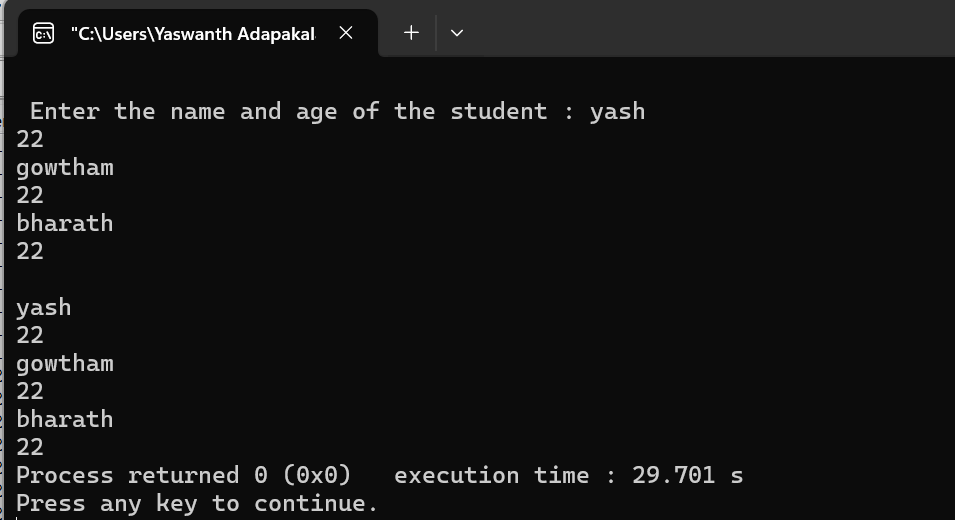 "C:\Users\Yaswanth Adapakal
Enter the name and age of the student : yash
22
gowtham
22
bharath
22
yash
22
gowtham
22
bharath
22
Process returned 0 (0x0)   execution time : 29.701 s
Press any key to continue.